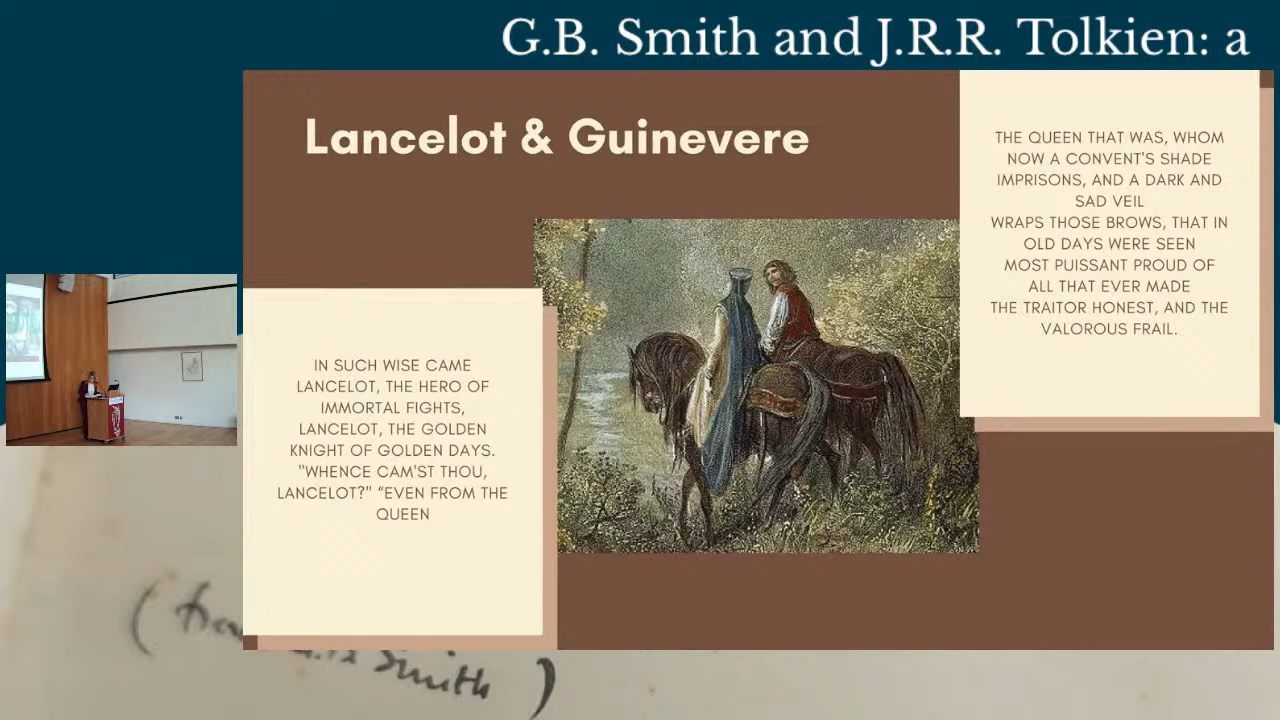 G.B. Smith and J.R.R. Tolkien: a
Lancelot & Guinevere
IN SUCH WISE CAME
LANCELOT, THE HERO OF
IMMORTAL FIGHTS,
LANCELOT, THE GOLDEN
KNIGHT OF GOLDEN DAYS.
"WHENCE CAM'ST THOU,
LANCELOT?" “EVEN FROM THE
QUEEN
THE QUEEN THAT WAS, WHOM
NOW A CONVENT'S SHADE
IMPRISONS, AND A DARK AND
SAD VEIL
WRAPS THOSE BROWS, THAT IN
OLD DAYS WERE SEEN
MOST PUISSANT PROUD OF
ALL THAT EVER MADE
THE TRAITOR HONEST, AND THE
VALOROUS FRAIL.
Smith )